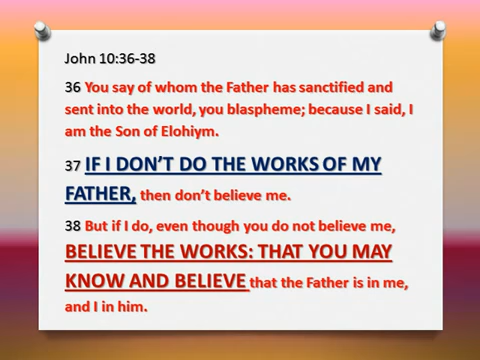 John 10:36-38
36 You say of whom the Father has sanctified and
sent into the world, you blaspheme; because I said, I
am the Son of Elohiym.
37 IF I DON’T DO THE WORKS OF MY
FATHER, then don’t believe me.
38 But if I do, even though you do not believe me,
BELIEVE THE WORKS: THAT YOU MAY
KNOW AND BELIEVE that the Father is in me,
and I in him.